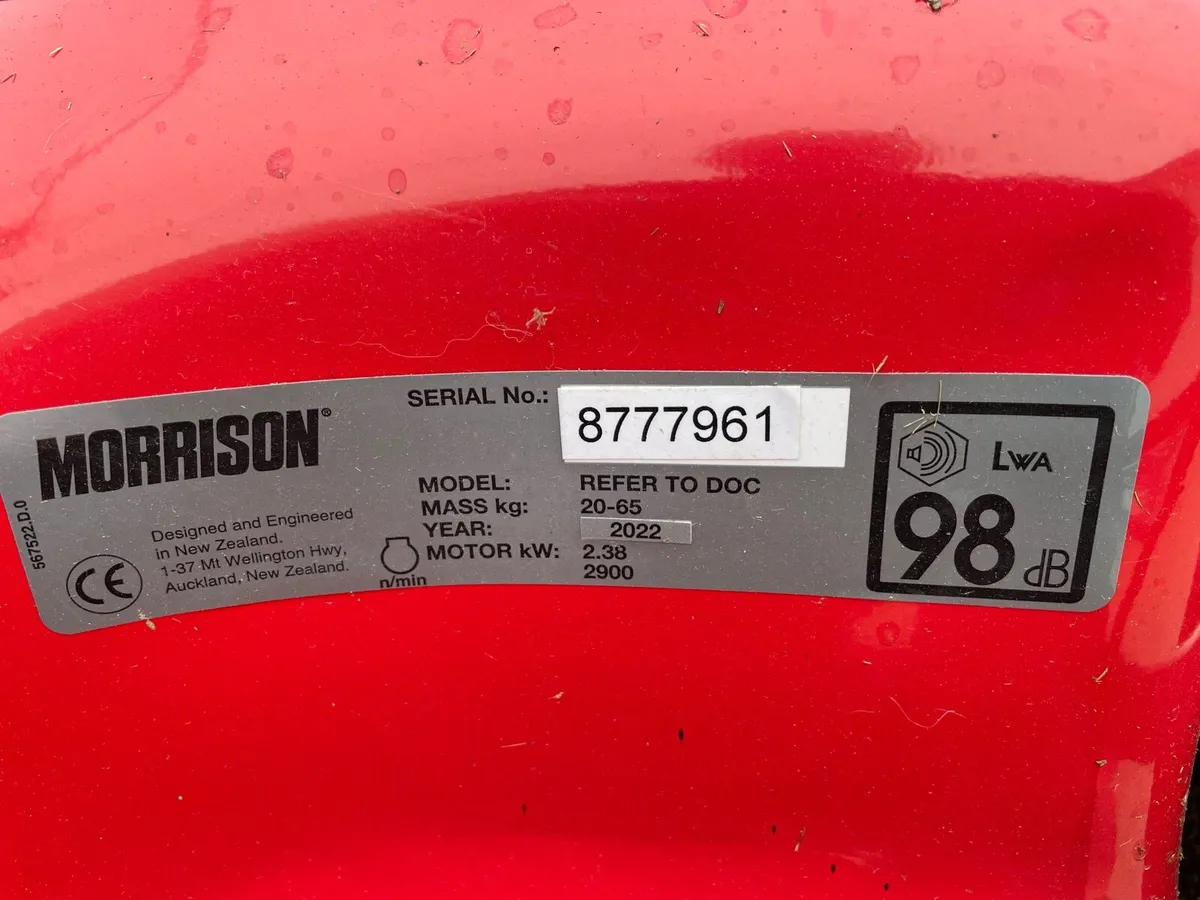 MORRISON®
Designed and Engineered
in New Zealand.
1-37 Mt Wellington Hwy,
Auckland, New Zealand.
567522.D.0
CE
SERIAL No.: 8777961
MODEL: REFER TO DOC
MASS kg: 20-65
YEAR: 2022
MOTOR kW: 2.38
n/min 2900
LWA
98 dB